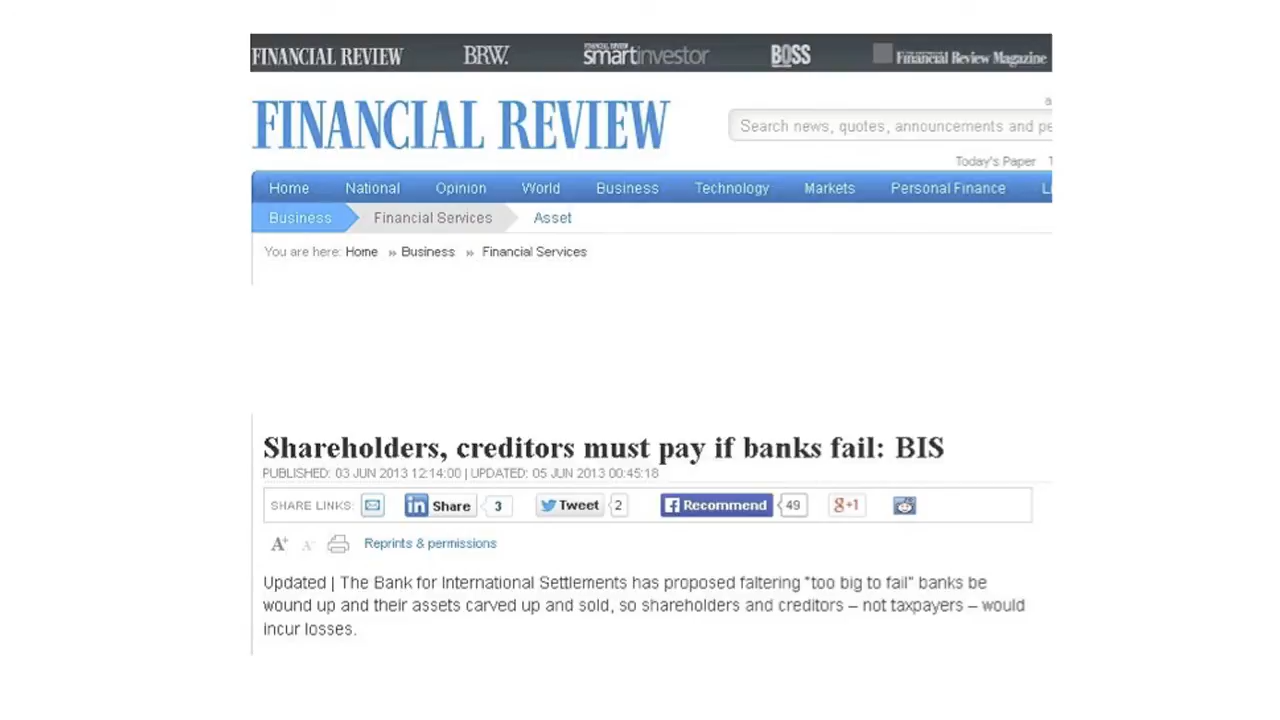 FINANCIAL REVIEW BRW. FINANCIAL REVIEW smartinvestor BOSS Financial Review Magazine
FINANCIAL REVIEW
Search news, quotes, announcements and pe
Today's Paper
Home National Opinion World Business Technology Markets Personal Finance
Business Financial Services Asset
You are here: Home » Business » Financial Services
Shareholders, creditors must pay if banks fail: BIS
PUBLISHED: 03 JUN 2013 12:14:00 | UPDATED: 05 JUN 2013 00:45:18
SHARE LINKS: in Share 3 Tweet 2 f Recommend 49 g+1
A+ A- Reprints & permissions
Updated | The Bank for International Settlements has proposed faltering "too big to fail" banks be
wound up and their assets carved up and sold, so shareholders and creditors – not taxpayers – would
incur losses.